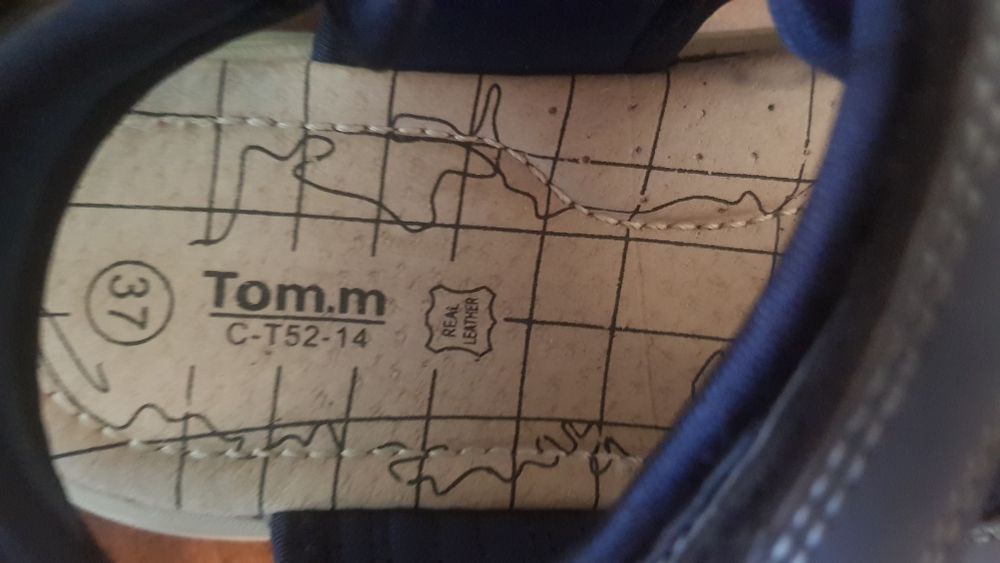 37
Tom.m
C-T52-14
REAL
LEATHER